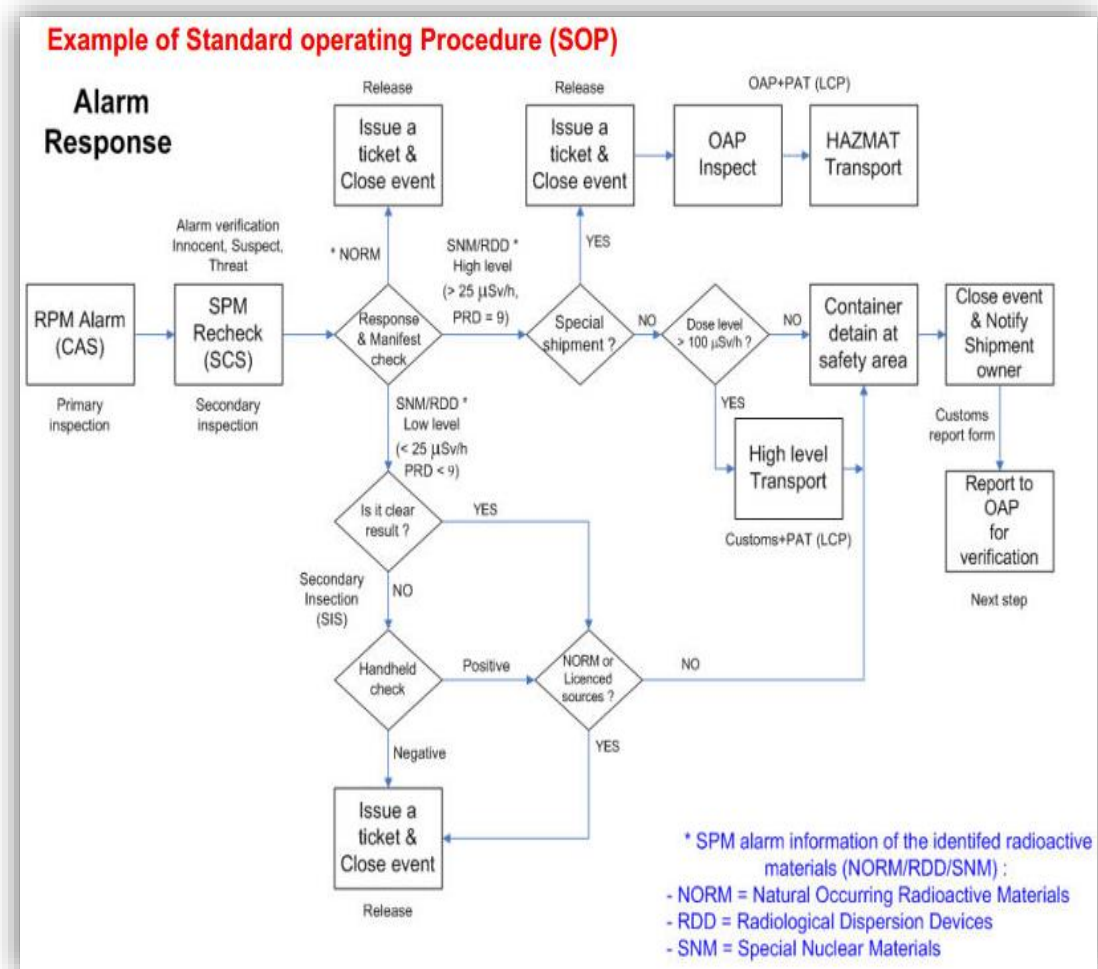 Example of Standard operating Procedure (SOP)
Alarm
Response
Release
Issue a
ticket &
Close event
Release
Issue a
ticket &
Close event
OAP+PAT (LCP)
OAP
Inspect
HAZMAT
Transport
Alarm verification
Innocent, Suspect,
Threat
* NORM
SNM/RDD *
High level
(> 25 µSv/h,
PRD = 9)
YES
RPM Alarm
(CAS)
Primary
inspection
SPM
Recheck
(SCS)
Secondary
inspection
Response
& Manifest
check
Special
shipment ?
NO
Dose level
> 100 µSv/h ?
NO
Container
detain at
safety area
Close event
& Notify
Shipment
owner
SNM/RDD *
Low level
(< 25 µSv/h
PRD < 9)
YES
High level
Transport
Customs+PAT (LCP)
Customs
report form
Report to
OAP
for
verification
Next step
Is it clear
result ?
YES
Secondary
Insection
(SIS)
NO
Handheld
check
Positive
NORM or
Licenced
sources ?
NO
Negative
YES
Issue a
ticket &
Close event
Release
* SPM alarm information of the identifed radioactive
materials (NORM/RDD/SNM) :
- NORM = Natural Occurring Radioactive Materials
- RDD = Radiological Dispersion Devices
- SNM = Special Nuclear Materials